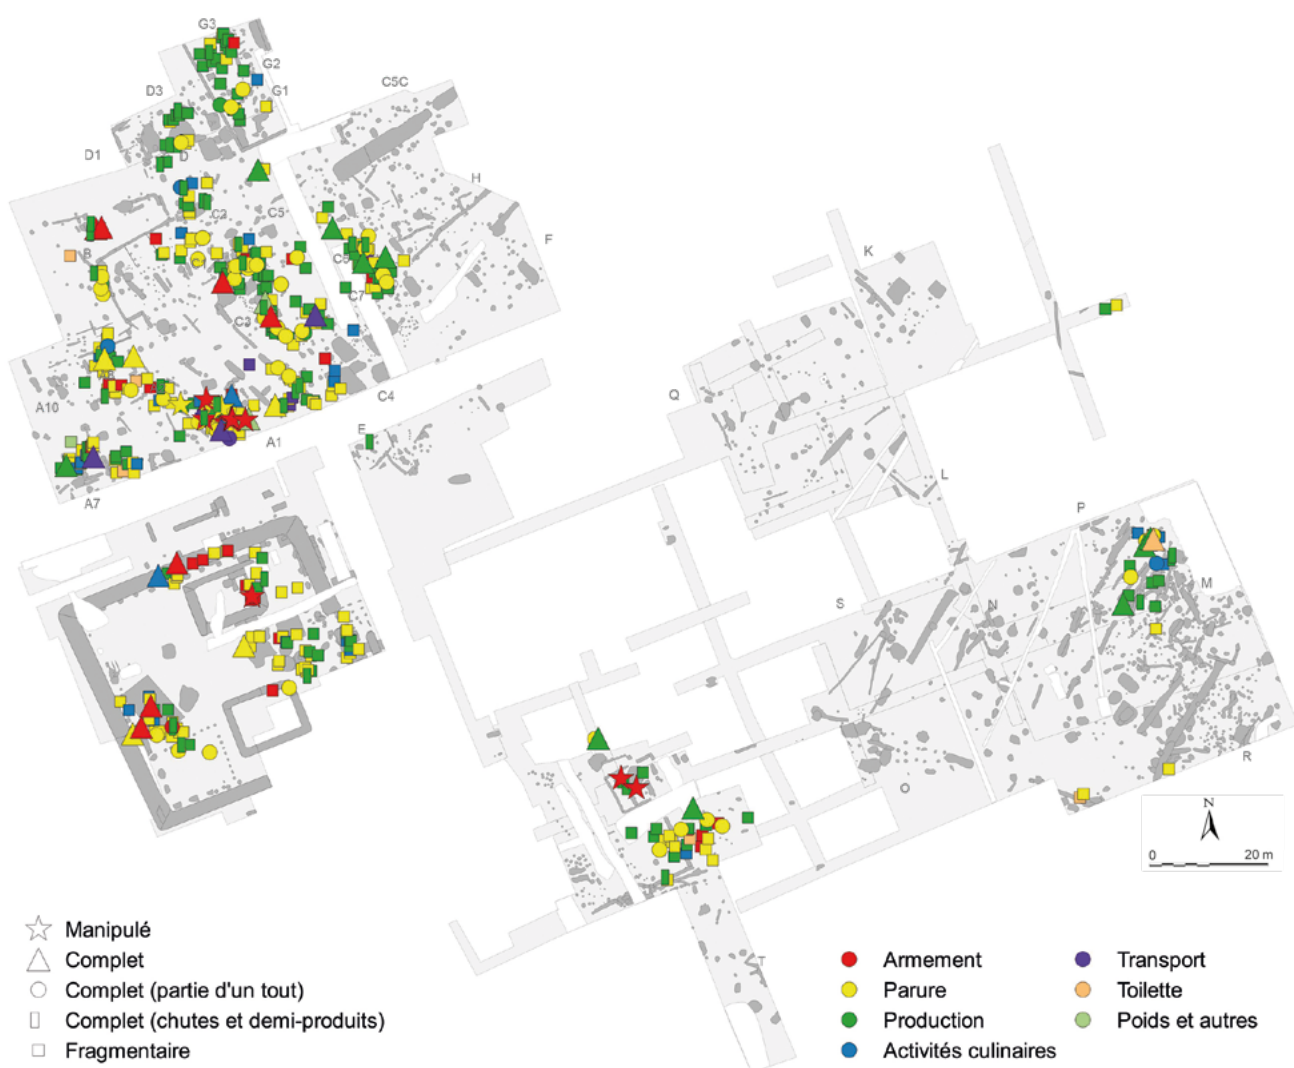 G3
G2
C5C
D3
G1
D1
D
H
C2
C5
F
B
K
C7
C3
A10
Q
C4
E
A1
L
A7
P
S
N
M
R
O
N
0 20 m
T
Manipulé
Complet
Complet (partie d'un tout)
Complet (chutes et demi-produits)
Fragmentaire
Armement
Parure
Production
Activités culinaires
Transport
Toilette
Poids et autres